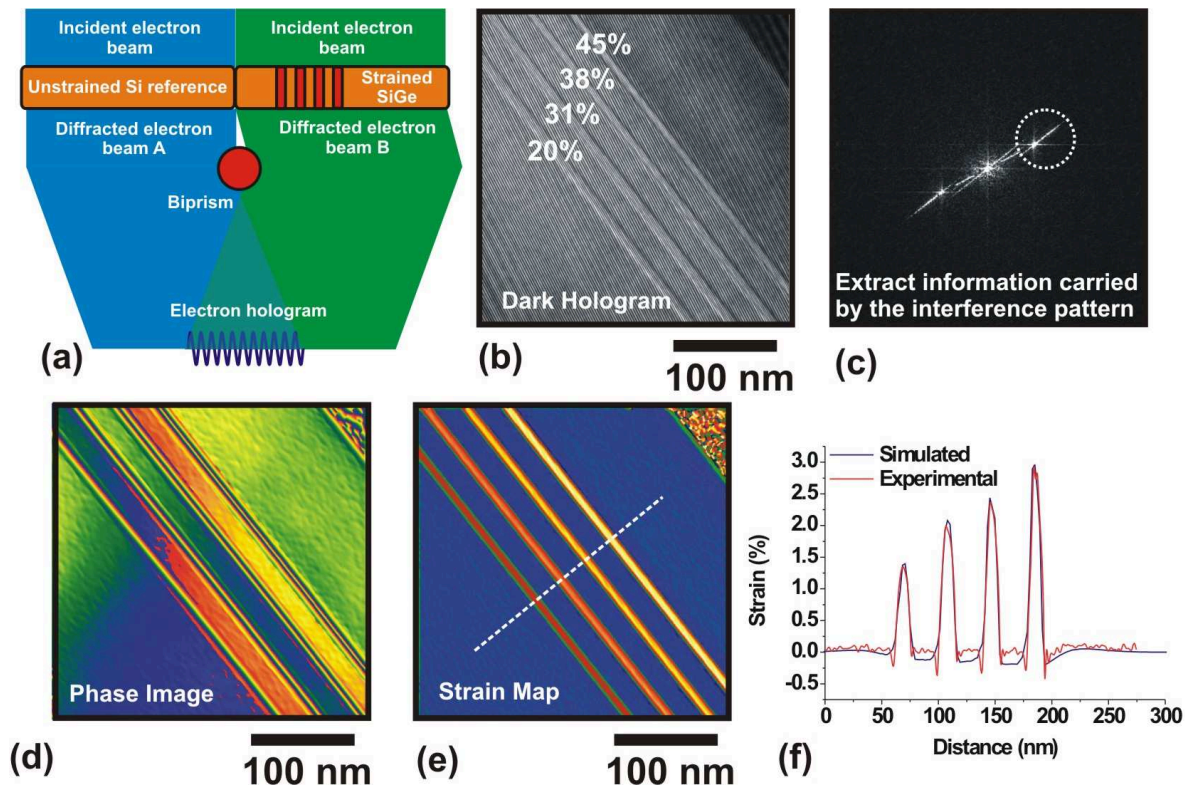 Incident electron
beam
Incident electron
beam
Unstrained Si reference
Strained
SiGe
Diffracted electron
beam A
Diffracted electron
beam B
Biprism
Electron hologram
(a)
45%
38%
31%
20%
Dark Hologram
(b)
100 nm
Extract information carried
by the interference pattern
(c)
Phase Image
(d)
100 nm
Strain Map
(e)
100 nm
Simulated
Experimental
3.0
2.5
2.0
1.5
1.0
0.5
0.0
-0.5
Strain (%)
0 50 100 150 200 250 300
Distance (nm)
(f)